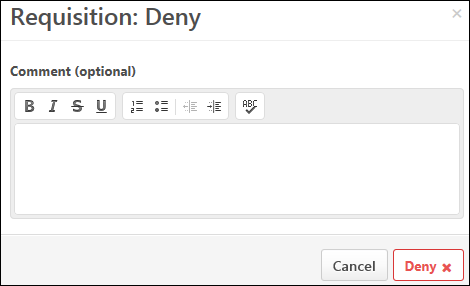 Requisition: Deny ×
Comment (optional)
B I S U ABC
Cancel Deny ✖